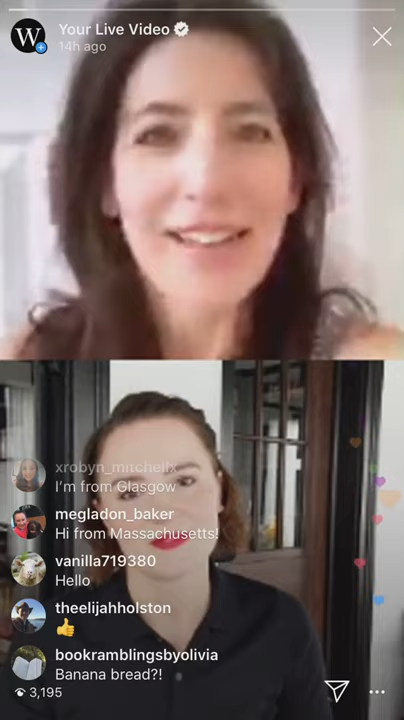 W
Your Live Video
14h ago
xrobyn_mitchellx
I'm from Glasgow
megladon_baker
Hi from Massachusetts!
vanilla719380
Hello
theelijahholston
👍
bookramblingsbyolivia
Banana bread?!
3,195